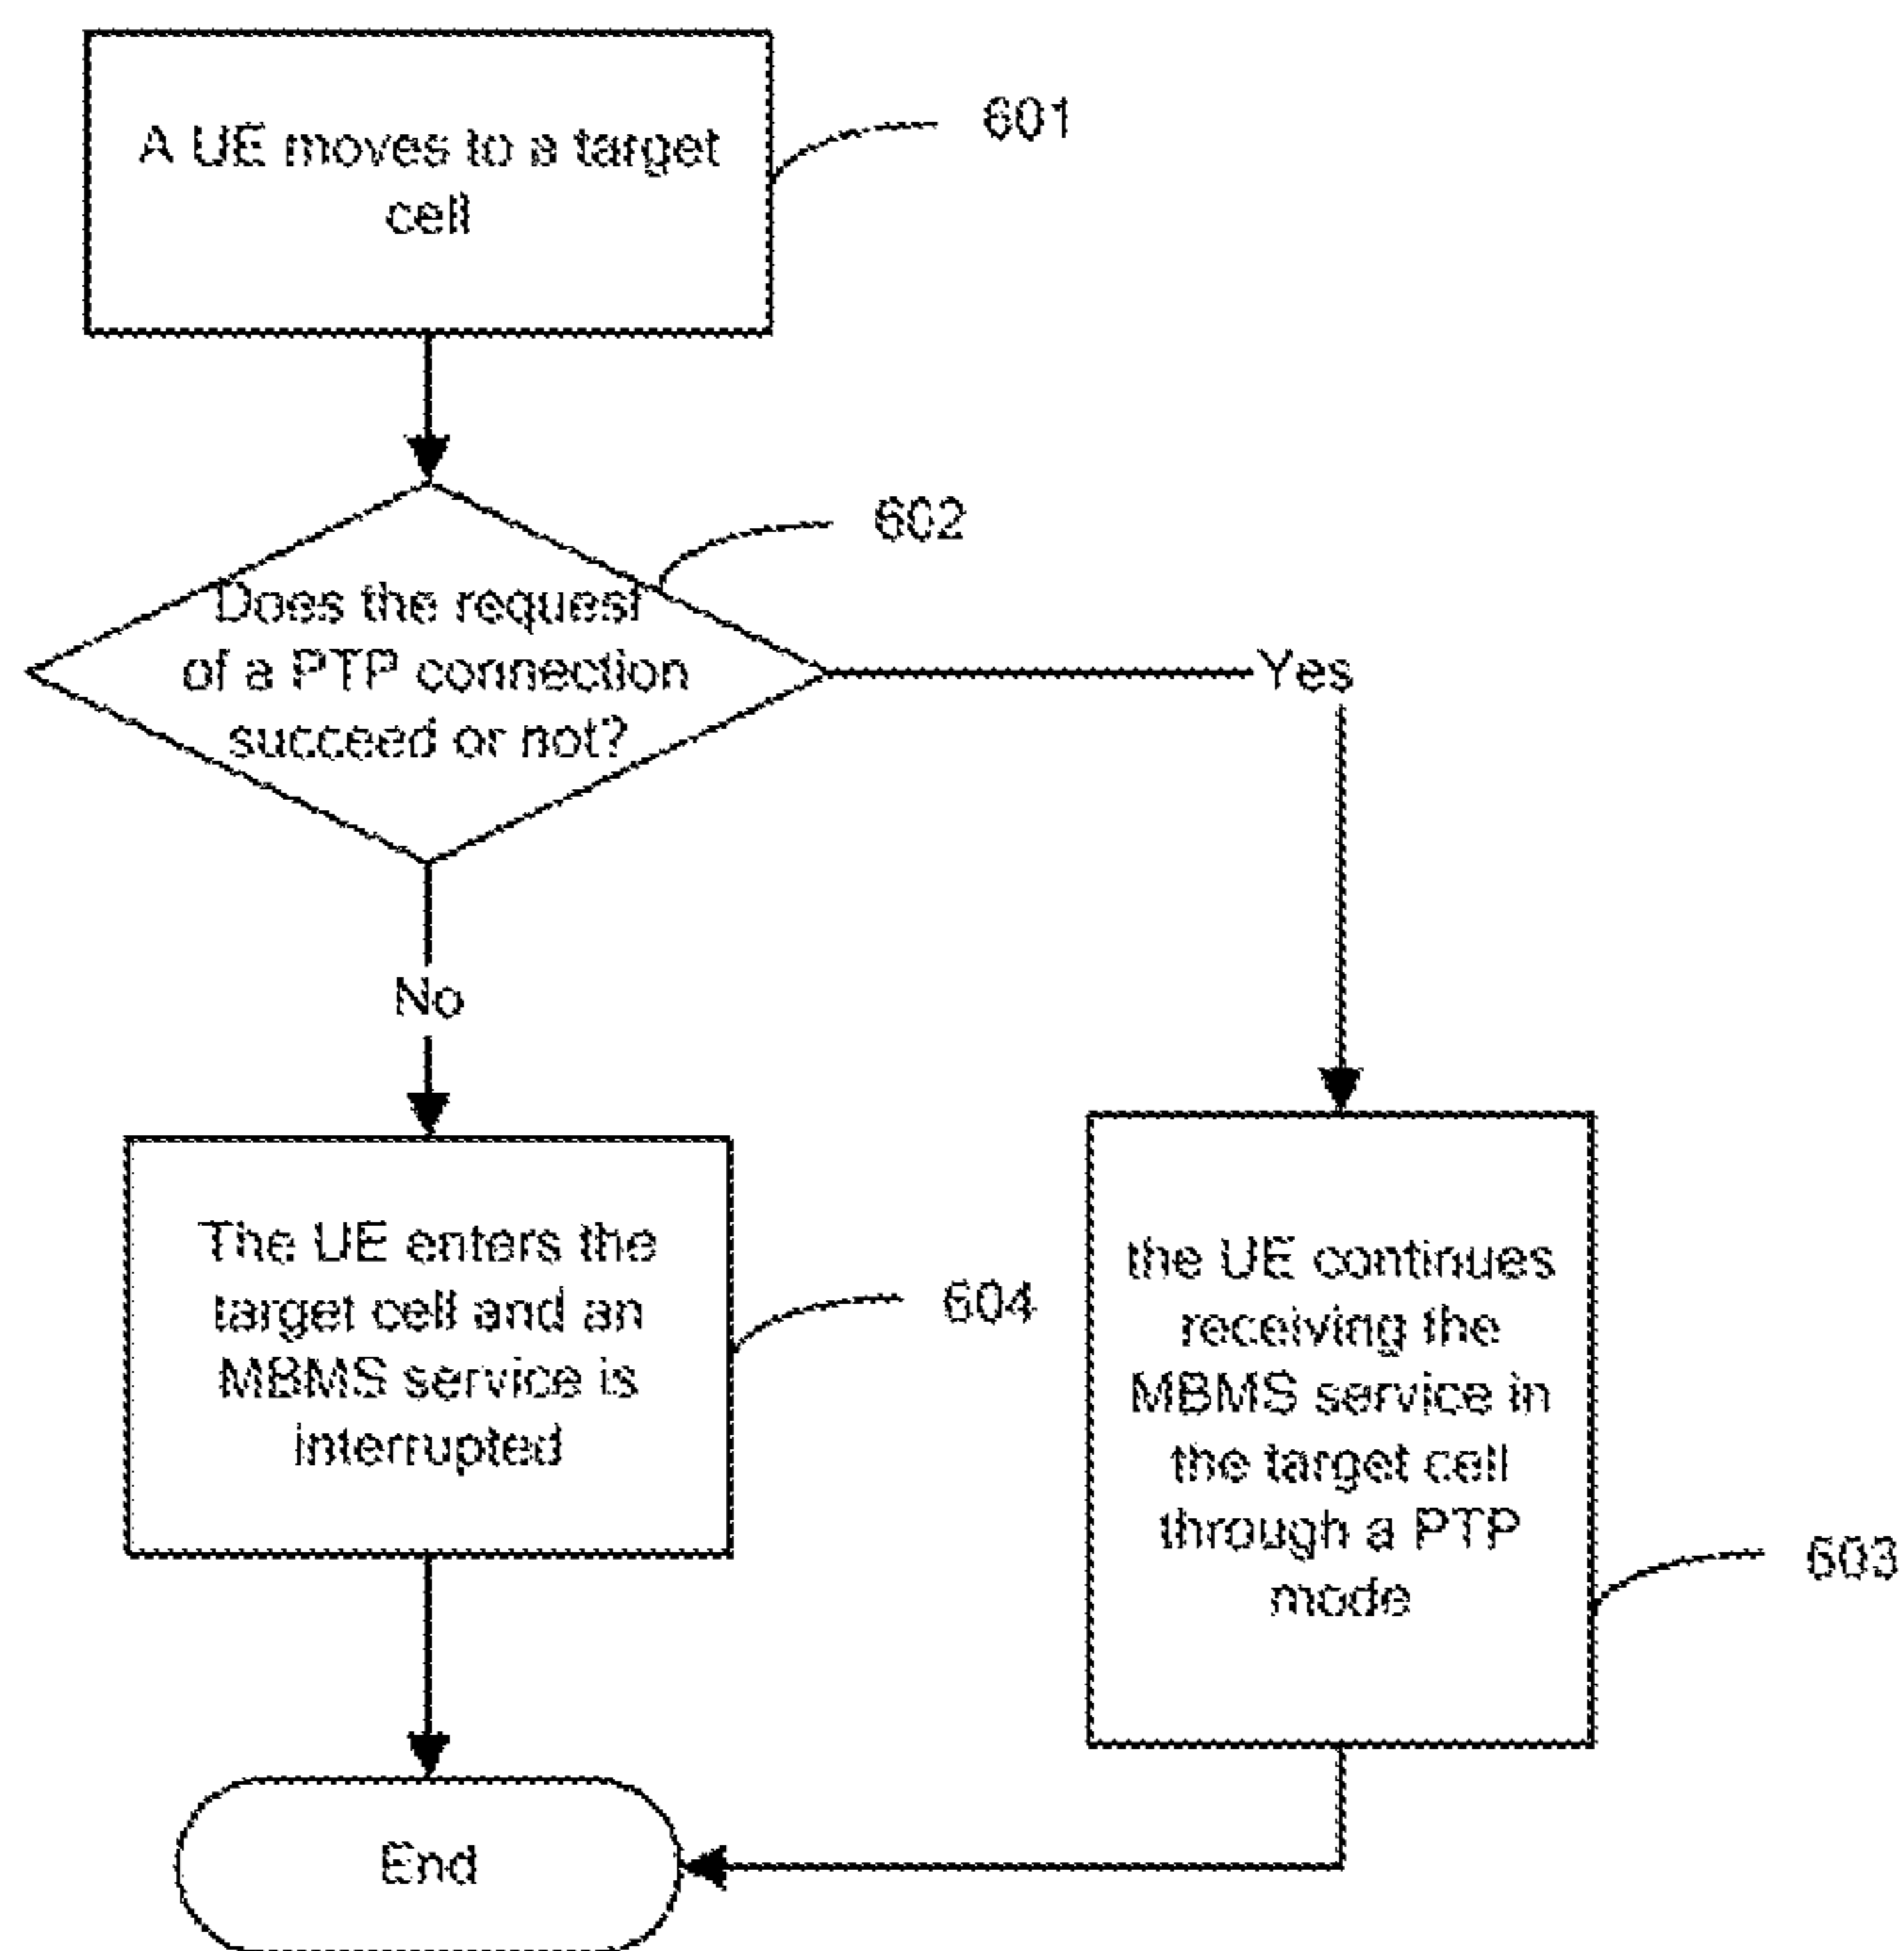 A UE moves to a target
cell
601
602
Does the request
of a PTP connection
succeed or not?
Yes
No
The UE enters the
target cell and an
MBMS service is
interrupted
604
the UE continues
receiving the
MBMS service in
the target cell
through a PTP
mode
603
End